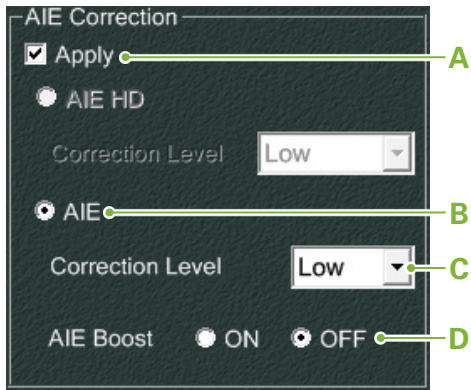 AIE Correction
Apply A
AIE HD
Correction Level Low
AIE B
Correction Level Low C
AIE Boost ON OFF D